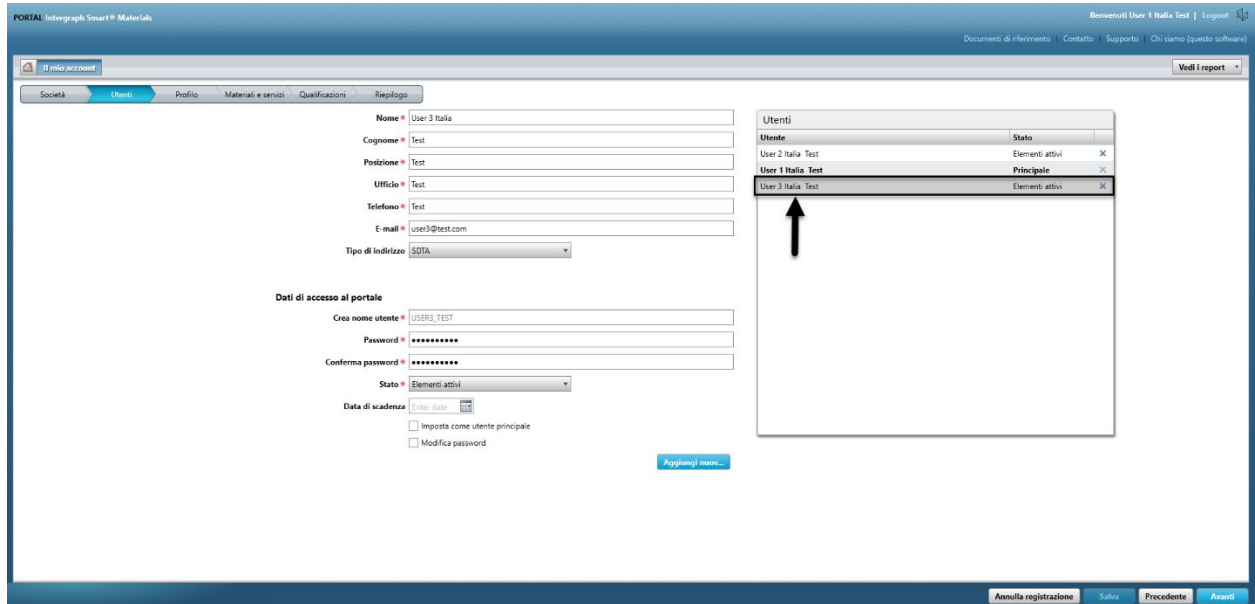 PORTAL Intergraph Smart® Materials
Benvenuti User 1 Italia Test | Logout
Documenti di riferimento | Contatto | Supporto | Chi siamo (questo software)
Il mio account
Vedi i report
Società
Utenti
Profilo
Materiali e servizi
Qualificazioni
Riepilogo
Nome * User 3 Italia
Cognome * Test
Posizione * Test
Ufficio * Test
Telefono * Test
E-mail * user3@test.com
Tipo di indirizzo SDTA
Dati di accesso al portale
Crea nome utente * USER3_TEST
Password * ••••••••••
Conferma password * ••••••••••
Stato * Elementi attivi
Data di scadenza Enter date
Imposta come utente principale
Modifica password
Aggiungi nuov...
Utenti
Utente Stato
User 2 Italia Test Elementi attivi
User 1 Italia Test Principale
User 3 Italia Test Elementi attivi
Annulla registrazione
Salva
Precedente
Avanti